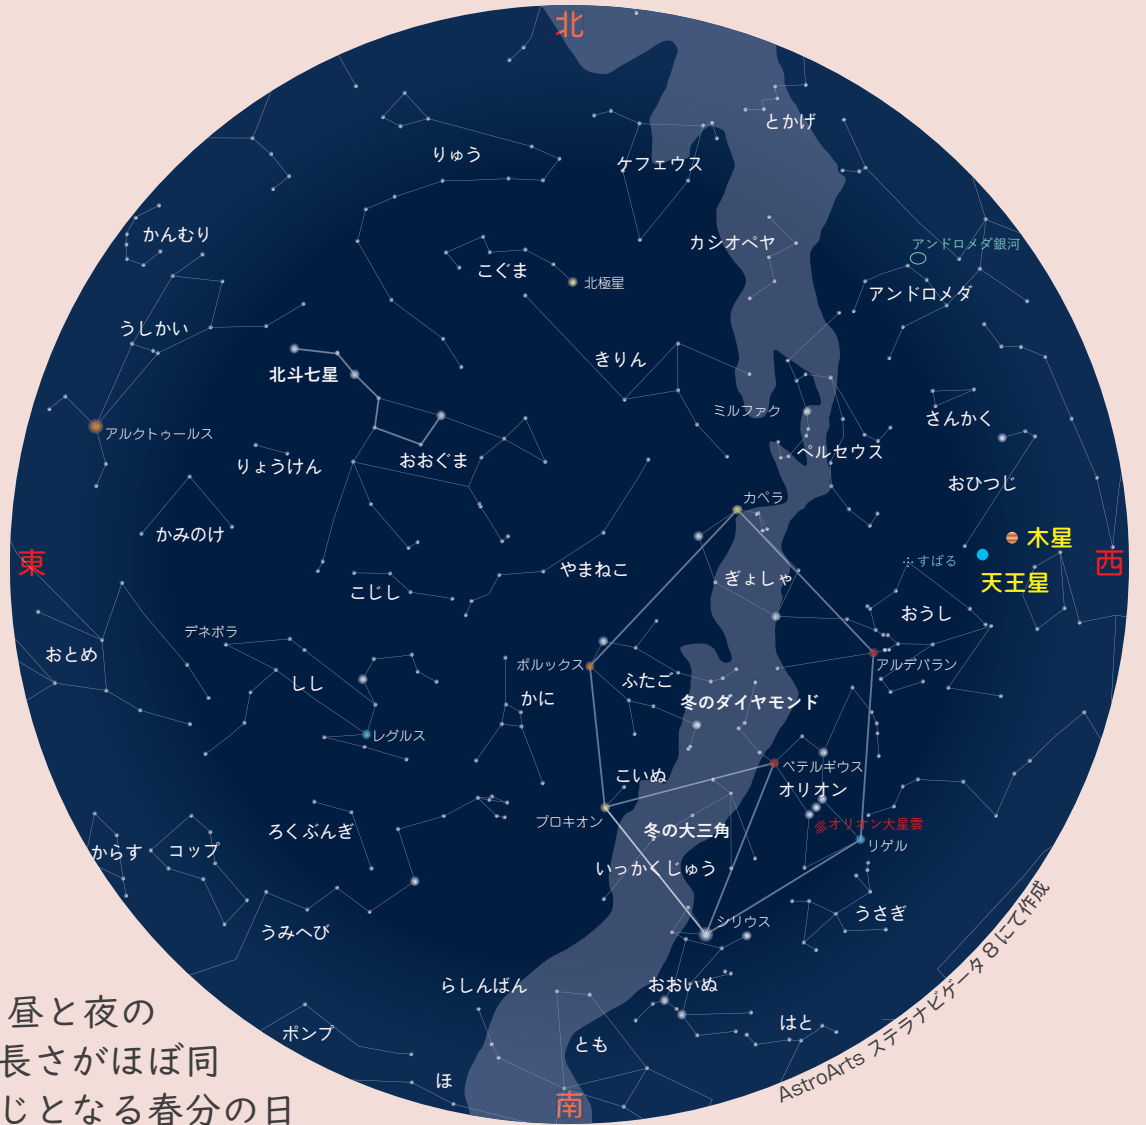 北
とかげ
りゅう
ケフェウス
かんむり
カシオペヤ
アンドロメダ銀河
こぐま
北極星
アンドロメダ
うしかい
きりん
北斗七星
ミルファク
さんかく
アルクトゥールス
おおぐま
りょうけん
ペルセウス
おひつじ
カペラ
かみのけ
木星
東
西
すばる
やまねこ
ぎょしゃ
天王星
こじし
おうし
デネボラ
おとめ
ポルックス
アルデバラン
しし
ふたご
かに
冬のダイヤモンド
レグルス
ベテルギウス
こいぬ
オリオン
プロキオン
オリオン大星雲
ろくぶんぎ
冬の大三角
からす
コップ
リゲル
いっかくじゅう
うさぎ
シリウス
うみへび
らしんばん
おおいぬ
はと
ポンプ
とも
ほ
南
昼と夜の
長さがほぼ同
じとなる春分の日
AstroArts ステラナビゲータ8にて作成